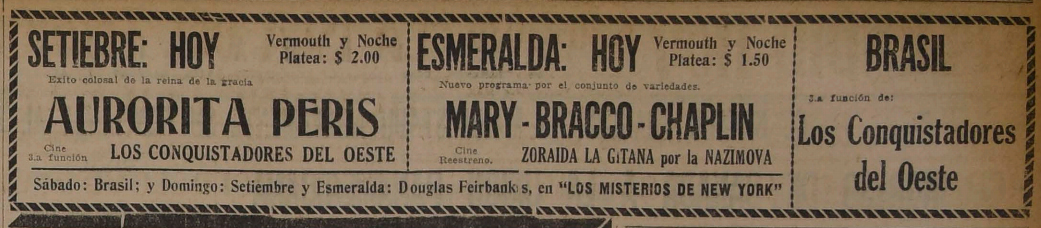 SETIEBRE: HOY
Vermouth y Noche
Platea: $ 2.00
Exito colosal de la reina de la gracia
AURORITA PERIS
Cine
3.a función
LOS CONQUISTADORES DEL OESTE
ESMERALDA: HOY
Vermouth y Noche
Platea: $ 1.50
Nuevo programa por el conjunto de variedades.
MARY - BRACCO - CHAPLIN
Cine
Reestreno.
ZORAIDA LA GITANA por la NAZIMOVA
Sábado: Brasil; y Domingo: Setiembre y Esmeralda: Douglas Feirbanks, en "LOS MISTERIOS DE NEW YORK"
BRASIL
3.a función de:
Los Conquistadores
del Oeste